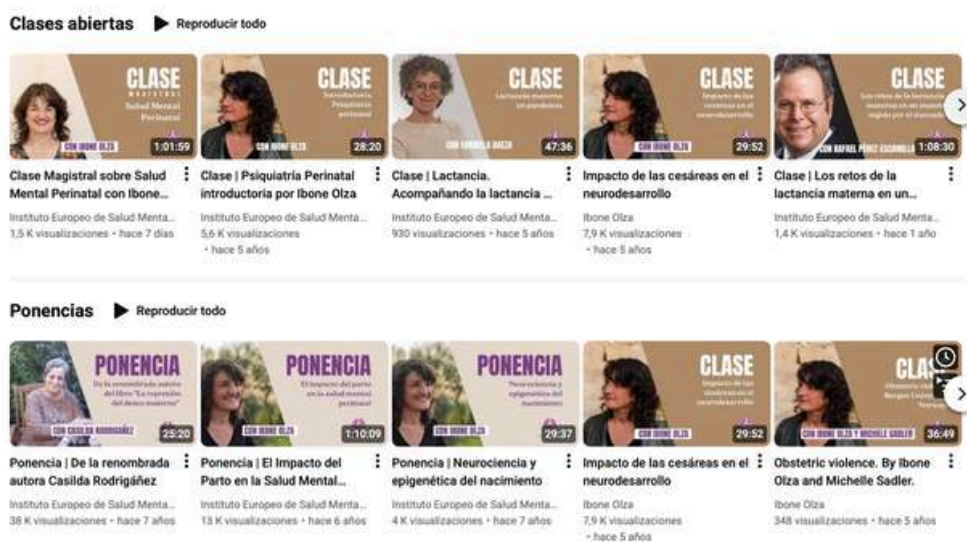 Clases abiertas ▶ Reproducir todo
CLASE
MAGISTRAL
Salud Mental
Perinatal
CON IBONE OLZA
1:01:59
CLASE
Introductoria
Psiquiatría
perinatal
CON IBONE OLZA
28:20
CLASE
Lactancia materna
en pandemia
47:36
CLASE
Impacto de las
cesáreas en el
neurodesarrollo
CON IBONE OLZA
29:52
CLASE
Los retos de la lactancia
materna en un mundo
regido por el mercado
CON RAFAEL PÉREZ ESCAMILLA
1:08:30
Clase Magistral sobre Salud
Mental Perinatal con Ibone...
Instituto Europeo de Salud Menta...
1,5 K visualizaciones • hace 7 días
Clase | Psiquiatría Perinatal
introductoria por Ibone Olza
Instituto Europeo de Salud Menta...
5,6 K visualizaciones
• hace 5 años
Clase | Lactancia.
Acompañando la lactancia ...
Instituto Europeo de Salud Menta...
930 visualizaciones • hace 5 años
Impacto de las cesáreas en el
neurodesarrollo
Ibone Olza
7,9 K visualizaciones
• hace 5 años
Clase | Los retos de la
lactancia materna en un...
Instituto Europeo de Salud Menta...
1,4 K visualizaciones • hace 1 año
Ponencias ▶ Reproducir todo
PONENCIA
De la renombrada autora
del libro "La represión
del deseo materno"
CON CASILDA RODRIGÁÑEZ
25:20
PONENCIA
El impacto del parto
en la salud mental
perinatal
CON IBONE OLZA
1:10:09
PONENCIA
Neurociencia y
epigenética del
nacimiento
CON IBONE OLZA
29:37
CLASE
Impacto de las
cesáreas en el
neurodesarrollo
CON IBONE OLZA
29:52
Obstetric
Bergen
CON IBONE OLZA Y MICHELLE SADLER
36:49
Ponencia | De la renombrada
autora Casilda Rodrigáñez
Instituto Europeo de Salud Menta...
38 K visualizaciones • hace 7 años
Ponencia | El Impacto del
Parto en la Salud Mental...
Instituto Europeo de Salud Menta...
13 K visualizaciones • hace 6 años
Ponencia | Neurociencia y
epigenética del nacimiento
Instituto Europeo de Salud Menta...
4 K visualizaciones • hace 7 años
Impacto de las cesáreas en el
neurodesarrollo
Ibone Olza
7,9 K visualizaciones
• hace 5 años
Obstetric violence. By Ibone
Olza and Michelle Sadler.
Ibone Olza
348 visualizaciones • hace 5 años